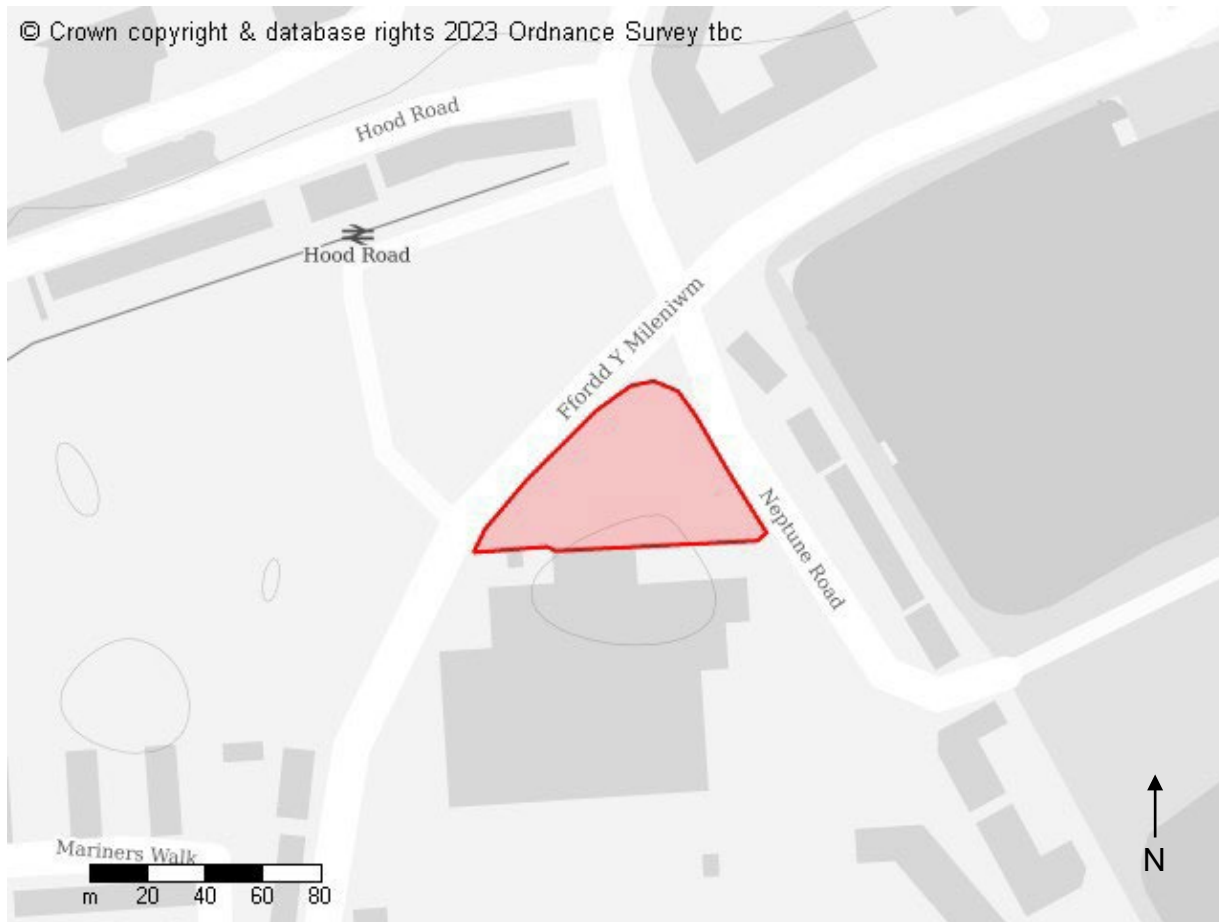 © Crown copyright & database rights 2023 Ordnance Survey tbc
Hood Road
Hood Road
Ffordd Y Mileniwm
Neptune Road
Mariners Walk
m 20 40 60 80
N